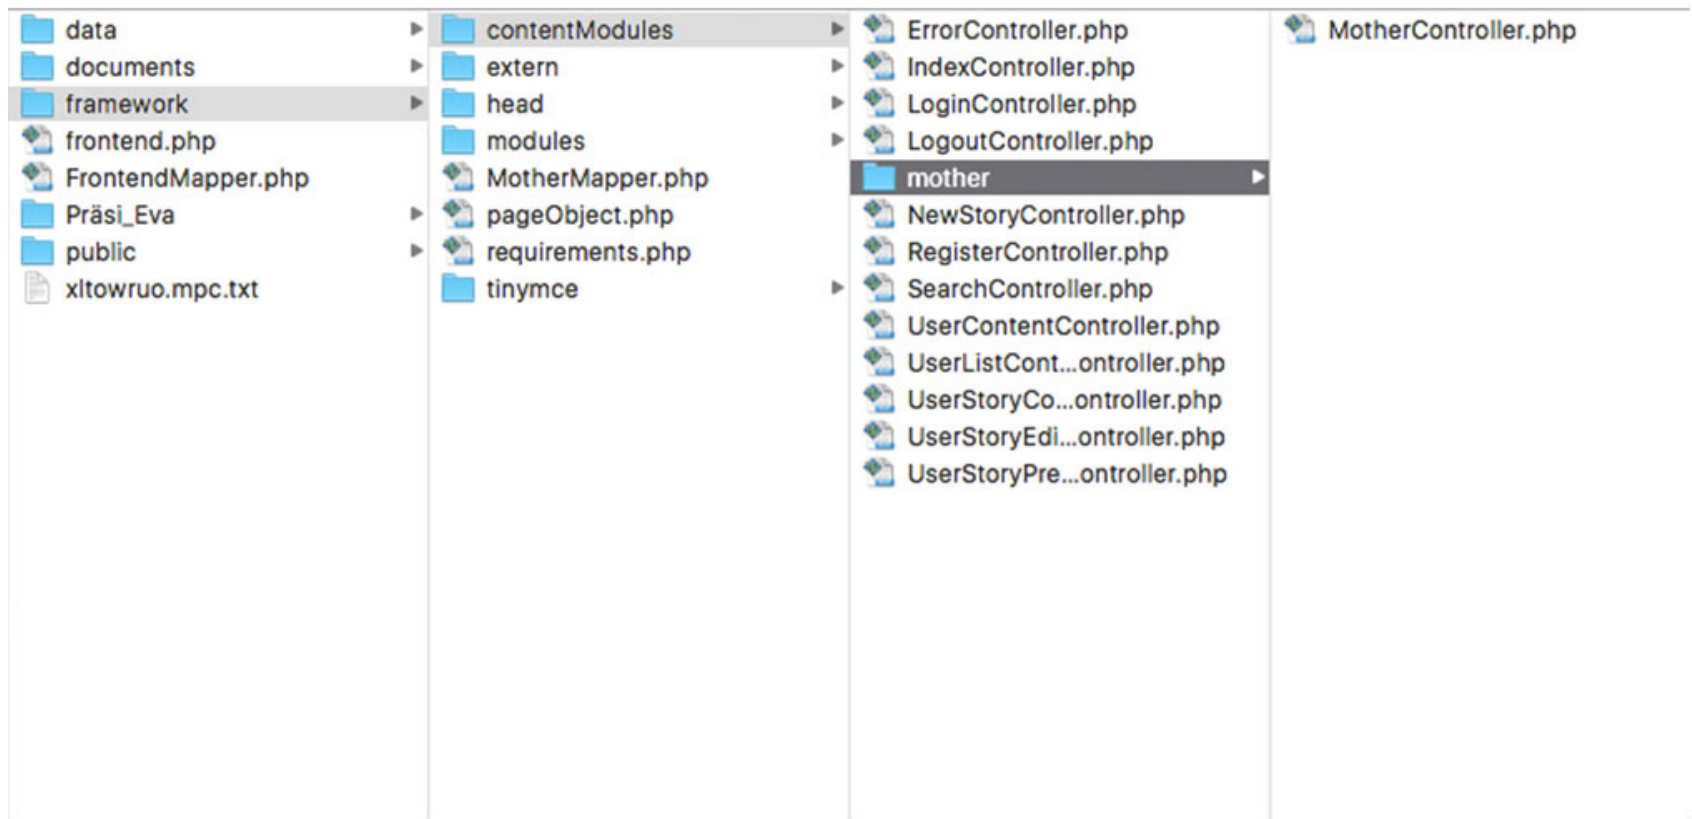 data
documents
framework
frontend.php
FrontendMapper.php
Präsi_Eva
public
xltowruo.mpc.txt
contentModules
extern
head
modules
MotherMapper.php
pageObject.php
requirements.php
tinymce
ErrorController.php
IndexController.php
LoginController.php
LogoutController.php
mother
NewStoryController.php
RegisterController.php
SearchController.php
UserContentController.php
UserListCont...ontroller.php
UserStoryCo...ontroller.php
UserStoryEdi...ontroller.php
UserStoryPre...ontroller.php
MotherController.php